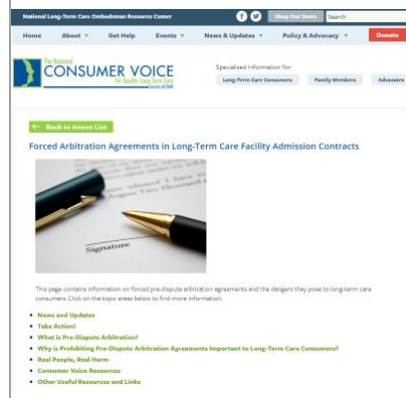 National Long-Term Care Ombudsman Resource Center
Shop Our Store
Search
Home About Get Help Events News & Updates Policy & Advocacy Donate
The National
CONSUMER VOICE
for Quality Long-Term Care
Specialized Information for:
Long-Term Care Consumers Family Members Advocates
← Back to Issues List
Forced Arbitration Agreements in Long-Term Care Facility Admission Contracts
Signature
This page contains information on forced pre-dispute arbitration agreements and the dangers they pose to long-term care
consumers. Click on the topic areas below to find more information.
• News and Updates
• Take Action!
• What is Pre-Dispute Arbitration?
• Why is Prohibiting Pre-Dispute Arbitration Agreements Important to Long-Term Care Consumers?
• Real People, Real Harm
• Consumer Voice Resources
• Other Useful Resources and Links